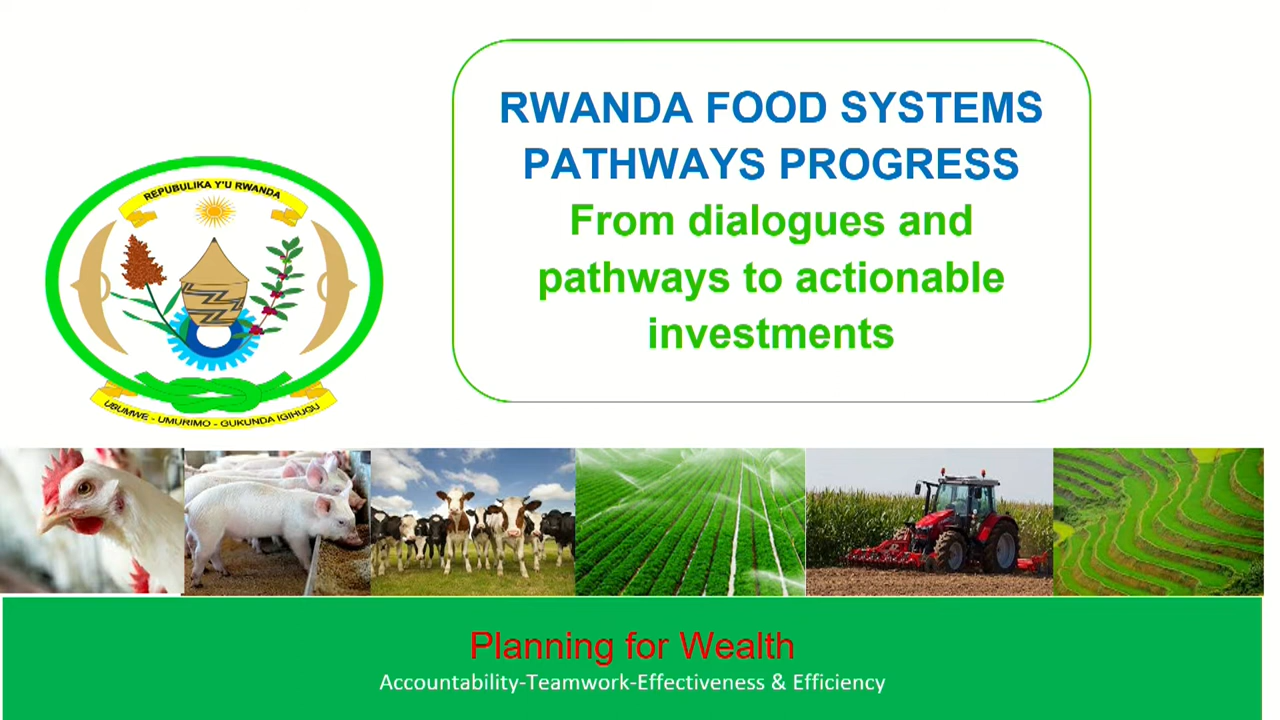 REPUBULIKA Y'U RWANDA
UBUMWE - UMURIMO - GUKUNDA IGIHUGU
RWANDA FOOD SYSTEMS
PATHWAYS PROGRESS
From dialogues and
pathways to actionable
investments
Planning for Wealth
Accountability-Teamwork-Effectiveness & Efficiency